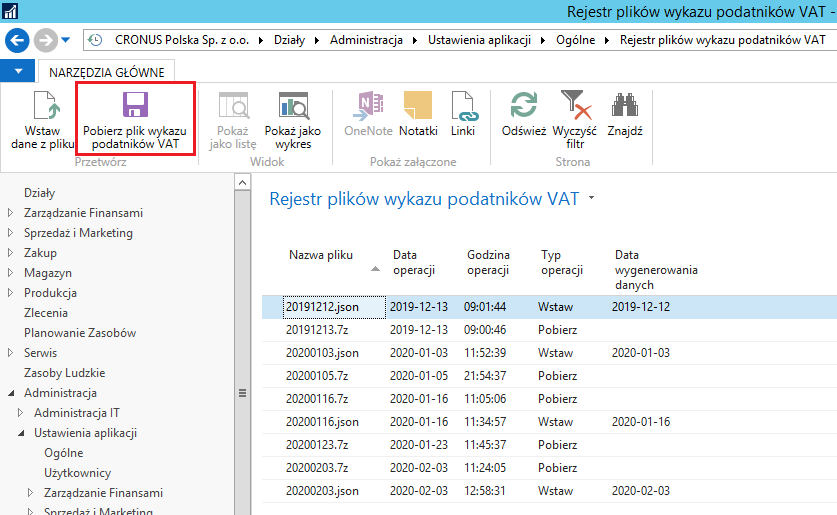 Rejestr plików wykazu podatników VAT -
CRONUS Polska Sp. z o.o. Działy Administracja Ustawienia aplikacji Ogólne Rejestr plików wykazu podatników VAT
NARZĘDZIA GŁÓWNE
Wstaw dane z pliku
Pobierz plik wykazu podatników VAT
Pokaż jako listę
Pokaż jako wykres
OneNote
Notatki
Linki
Odśwież
Wyczyść filtr
Znajdź
Przetwórz
Widok
Pokaż załączone
Strona
Działy
Zarządzanie Finansami
Sprzedaż i Marketing
Zakup
Magazyn
Produkcja
Zlecenia
Planowanie Zasobów
Serwis
Zasoby Ludzkie
Administracja
Administracja IT
Ustawienia aplikacji
Ogólne
Użytkownicy
Zarządzanie Finansami
Sprzedaż i Marketing
Rejestr plików wykazu podatników VAT
Nazwa pliku Data operacji Godzina operacji Typ operacji Data wygenerowania danych
20191212.json 2019-12-13 09:01:44 Wstaw 2019-12-12
20191213.7z 2019-12-13 09:00:46 Pobierz
20200103.json 2020-01-03 11:52:39 Wstaw 2020-01-03
20200105.7z 2020-01-05 21:54:37 Pobierz
20200116.7z 2020-01-16 11:05:06 Pobierz
20200116.json 2020-01-16 11:34:57 Wstaw 2020-01-16
20200123.7z 2020-01-23 11:45:37 Pobierz
20200203.7z 2020-02-03 11:24:05 Pobierz
20200203.json 2020-02-03 12:58:31 Wstaw 2020-02-03